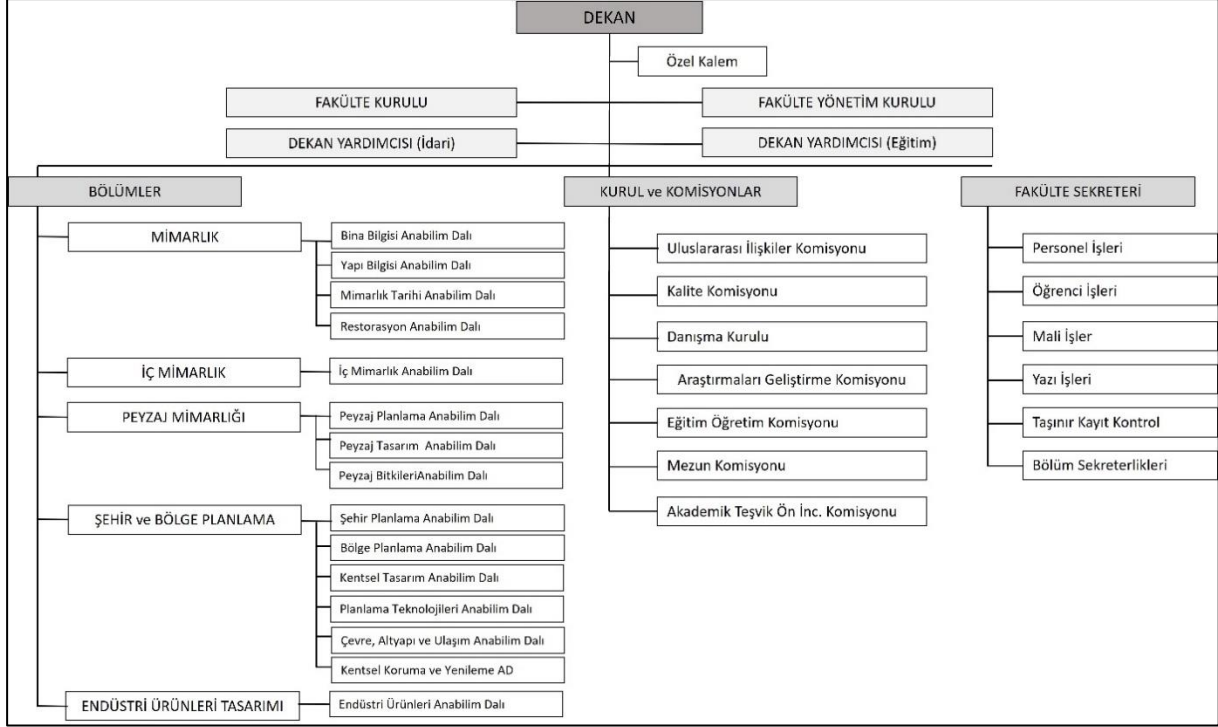 DEKAN
Özel Kalem
FAKÜLTE KURULU
FAKÜLTE YÖNETİM KURULU
DEKAN YARDIMCISI (İdari)
DEKAN YARDIMCISI (Eğitim)
BÖLÜMLER
MİMARLIK
Bina Bilgisi Anabilim Dalı
Yapı Bilgisi Anabilim Dalı
Mimarlık Tarihi Anabilim Dalı
Restorasyon Anabilim Dalı
İÇ MİMARLIK
İç Mimarlık Anabilim Dalı
PEYZAJ MİMARLIĞI
Peyzaj Planlama Anabilim Dalı
Peyzaj Tasarım Anabilim Dalı
Peyzaj BitkileriAnabilim Dalı
ŞEHİR ve BÖLGE PLANLAMA
Şehir Planlama Anabilim Dalı
Bölge Planlama Anabilim Dalı
Kentsel Tasarım Anabilim Dalı
Planlama Teknolojileri Anabilim Dalı
Çevre, Altyapı ve Ulaşım Anabilim Dalı
Kentsel Koruma ve Yenileme AD
ENDÜSTRİ ÜRÜNLERİ TASARIMI
Endüstri Ürünleri Anabilim Dalı
KURUL ve KOMİSYONLAR
Uluslararası İlişkiler Komisyonu
Kalite Komisyonu
Danışma Kurulu
Araştırmaları Geliştirme Komisyonu
Eğitim Öğretim Komisyonu
Mezun Komisyonu
Akademik Teşvik Ön İnc. Komisyonu
FAKÜLTE SEKRETERİ
Personel İşleri
Öğrenci İşleri
Mali İşler
Yazı İşleri
Taşınır Kayıt Kontrol
Bölüm Sekreterlikleri